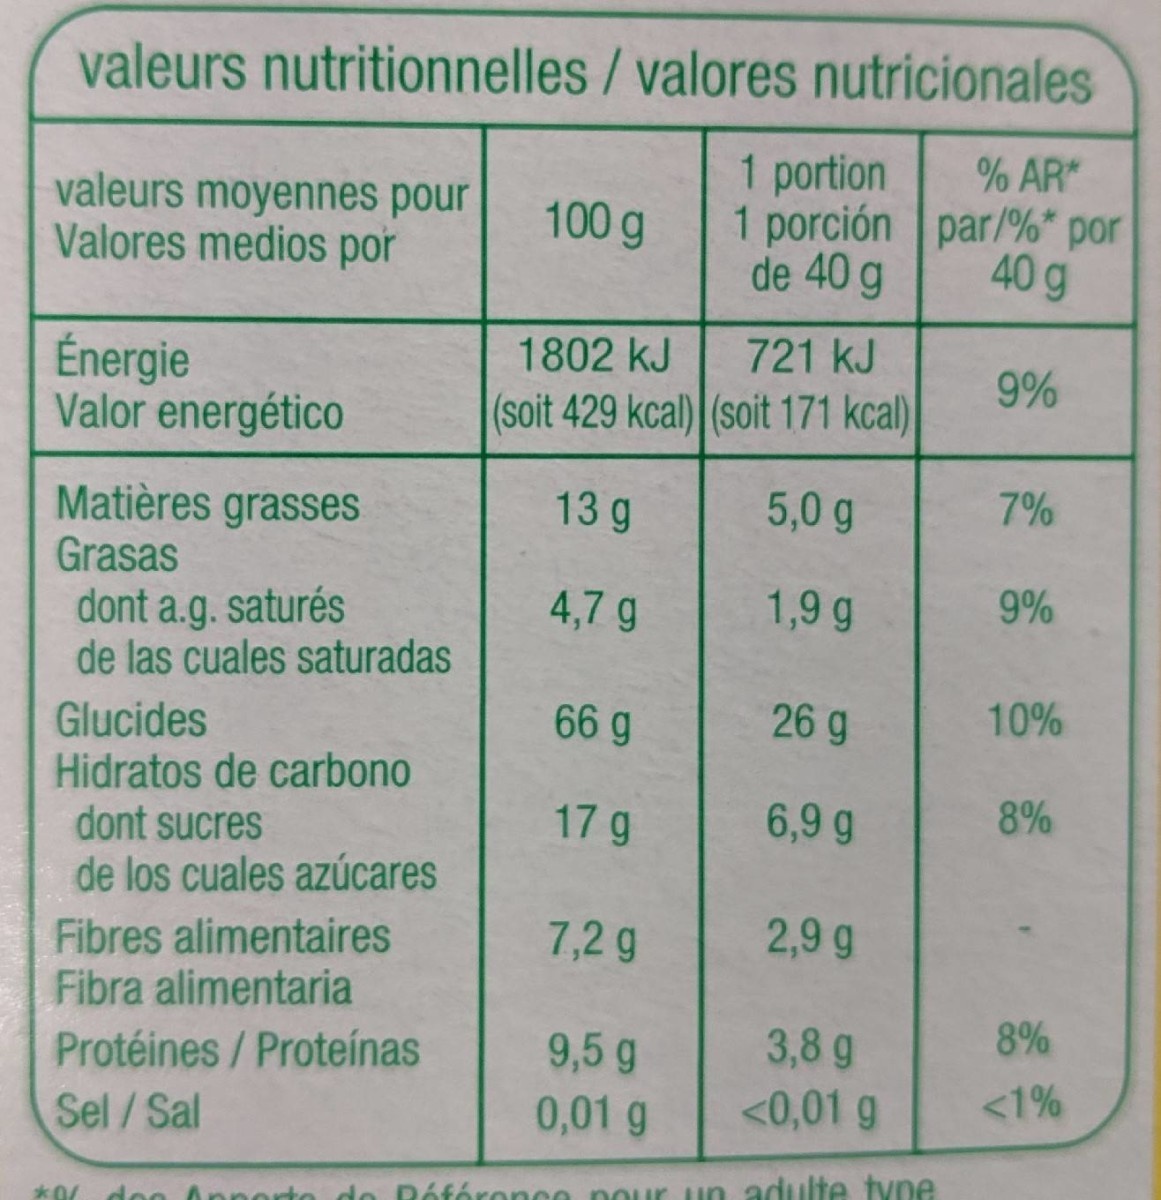 valeurs nutritionnelles / valores nutricionales
valeurs moyennes pour
Valores medios por
100 g
1 portion
1 porción
de 40 g
% AR*
par/%* por
40 g
Énergie
Valor energético
1802 kJ
(soit 429 kcal)
721 kJ
(soit 171 kcal)
9%
Matières grasses 13 g 5,0 g 7%
Grasas
dont a.g. saturés 4,7 g 1,9 g 9%
de las cuales saturadas
Glucides 66 g 26 g 10%
Hidratos de carbono
dont sucres 17 g 6,9 g 8%
de los cuales azúcares
Fibres alimentaires 7,2 g 2,9 g -
Fibra alimentaria
Protéines / Proteínas 9,5 g 3,8 g 8%
Sel / Sal 0,01 g <0,01 g <1%
*% des Apports de Référence pour un adulte type